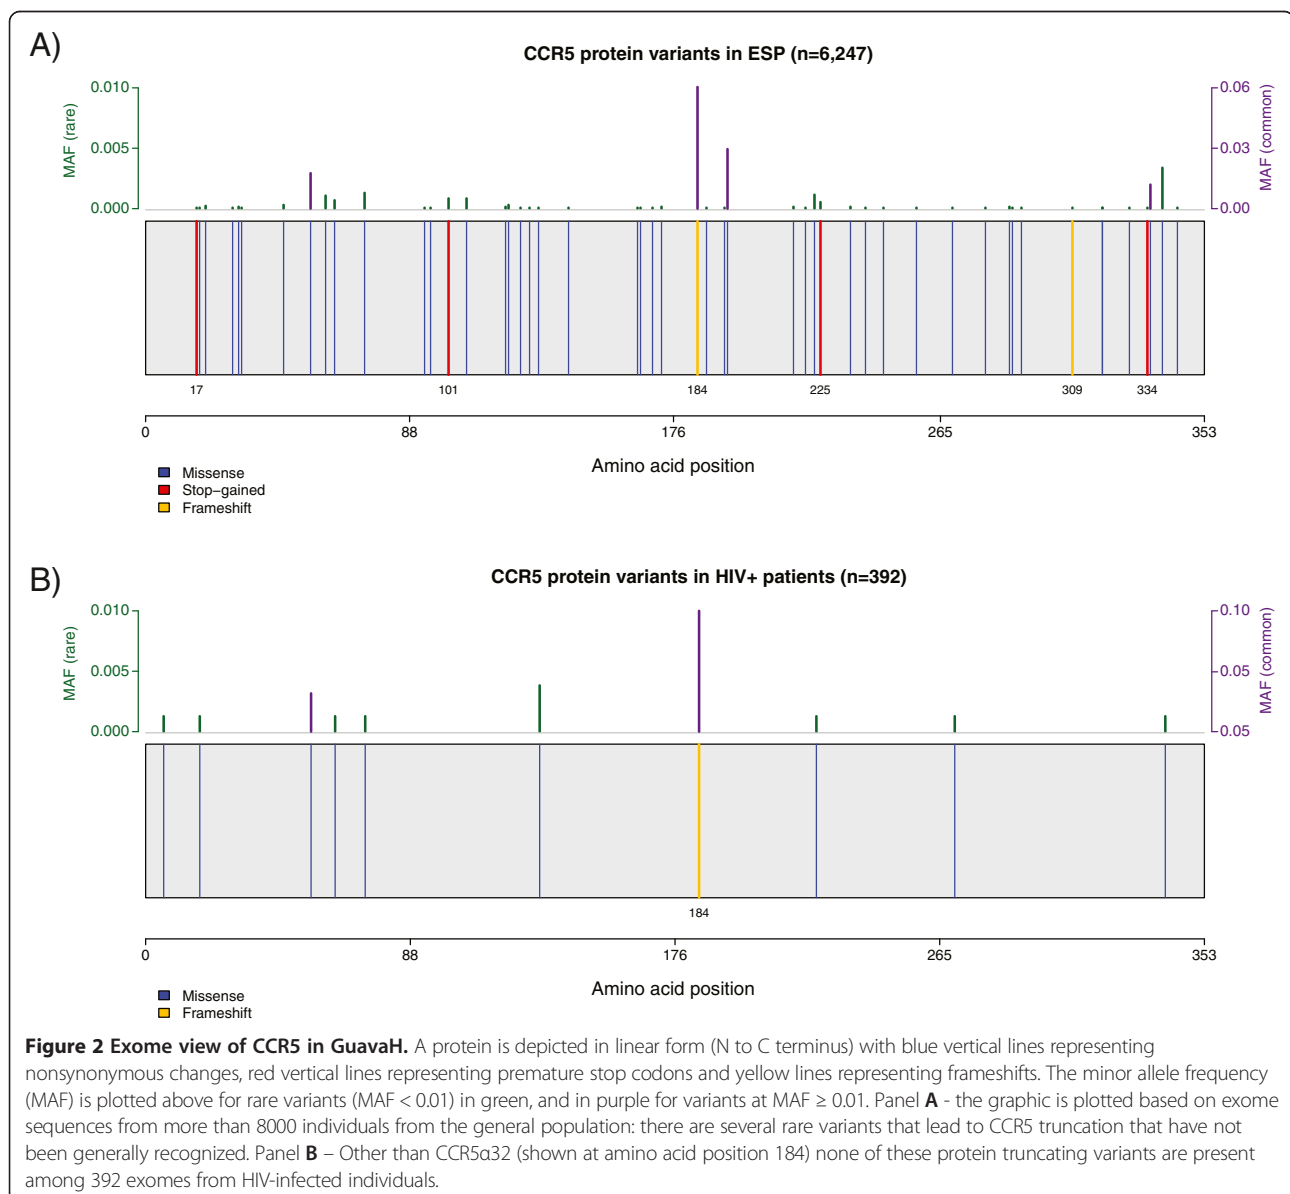 A)
CCR5 protein variants in ESP (n=6,247)
MAF (rare)
0.010
0.005
0.000
0.06
0.03
0.00
MAF (common)
17
101
184
225
309
334
0
88
176
265
353
Amino acid position
Missense
Stop−gained
Frameshift
B)
CCR5 protein variants in HIV+ patients (n=392)
MAF (rare)
0.010
0.005
0.000
0.10
0.05
0.05
MAF (common)
184
0
88
176
265
353
Amino acid position
Missense
Frameshift
Figure 2 Exome view of CCR5 in GuavaH. A protein is depicted in linear form (N to C terminus) with blue vertical lines representing
nonsynonymous changes, red vertical lines representing premature stop codons and yellow lines representing frameshifts. The minor allele frequency
(MAF) is plotted above for rare variants (MAF < 0.01) in green, and in purple for variants at MAF ≥ 0.01. Panel A - the graphic is plotted based on exome
sequences from more than 8000 individuals from the general population: there are several rare variants that lead to CCR5 truncation that have not
been generally recognized. Panel B – Other than CCR5α32 (shown at amino acid position 184) none of these protein truncating variants are present
among 392 exomes from HIV-infected individuals.